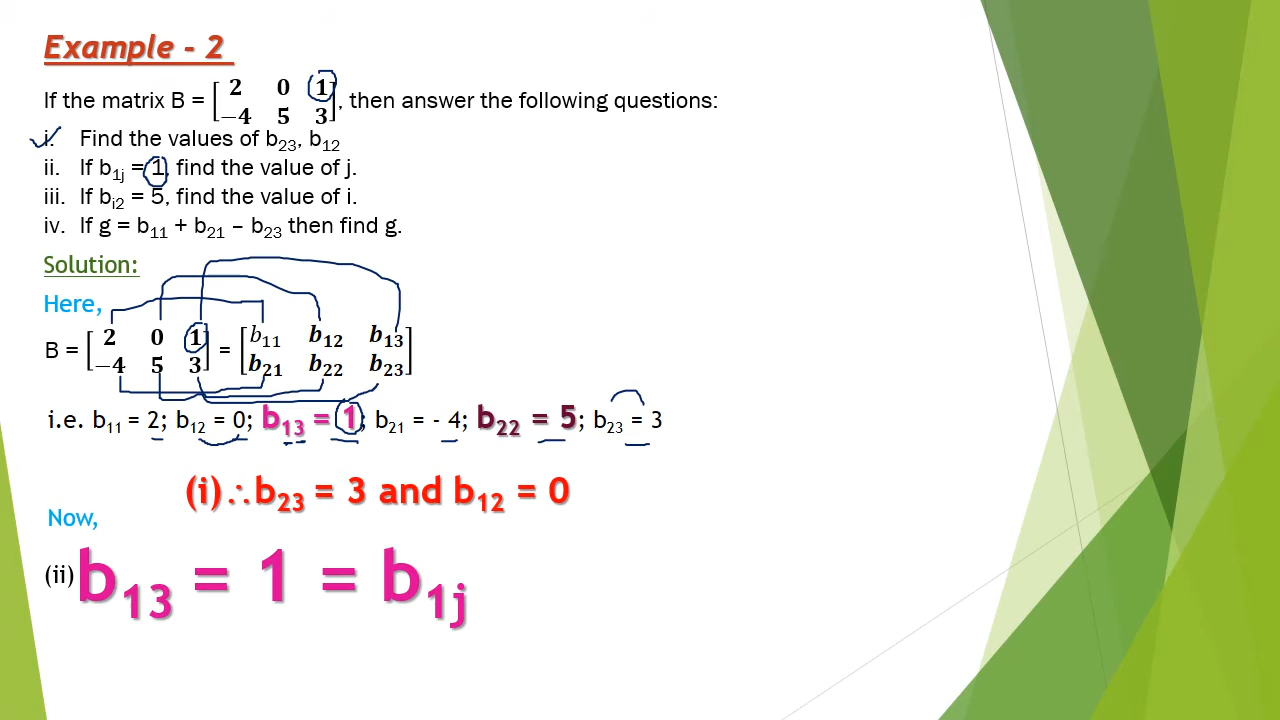 Example - 2
If the matrix B = [ 2 0 1
−4 5 3 ], then answer the following questions:
i. Find the values of b₂₃, b₁₂
ii. If b₁ⱼ = 1, find the value of j.
iii. If bᵢ₂ = 5, find the value of i.
iv. If g = b₁₁ + b₂₁ – b₂₃ then find g.
Solution:
Here,
B = [ 2 0 1
−4 5 3 ] = [ b₁₁ b₁₂ b₁₃
b₂₁ b₂₂ b₂₃ ]
i.e. b₁₁ = 2; b₁₂ = 0; b₁₃ = 1; b₂₁ = - 4; b₂₂ = 5; b₂₃ = 3
(i) ∴ b₂₃ = 3 and b₁₂ = 0
Now,
(ii) b₁₃ = 1 = b₁ⱼ